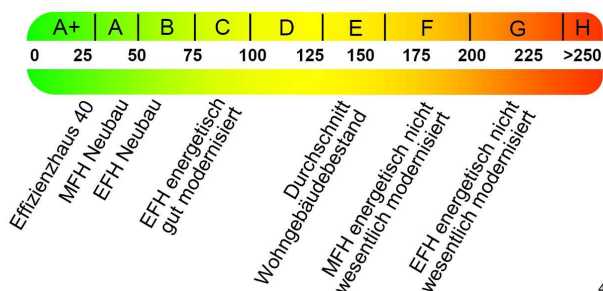 A+ A B C D E F G H
0 25 50 75 100 125 150 175 200 225 >250
Effizienzhaus 40
MFH Neubau
EFH Neubau
EFH energetisch
gut modernisiert
Durchschnitt
Wohngebäudebestand
MFH energetisch nicht
wesentlich modernisiert
EFH energetisch nicht
wesentlich modernisiert